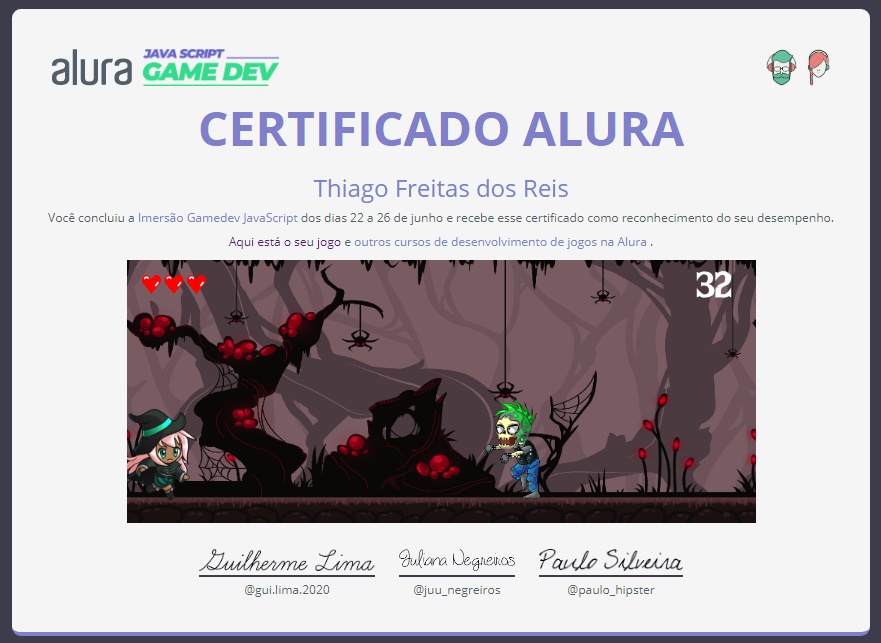 alura JAVA SCRIPT
GAME DEV
CERTIFICADO ALURA
Thiago Freitas dos Reis
Você concluiu a Imersão Gamedev JavaScript dos dias 22 a 26 de junho e recebe esse certificado como reconhecimento do seu desempenho.
Aqui está o seu jogo e outros cursos de desenvolvimento de jogos na Alura .
32
Guilherme Lima Juliana Negreiros Paulo Silveira
@gui.lima.2020 @juu_negreiros @paulo_hipster